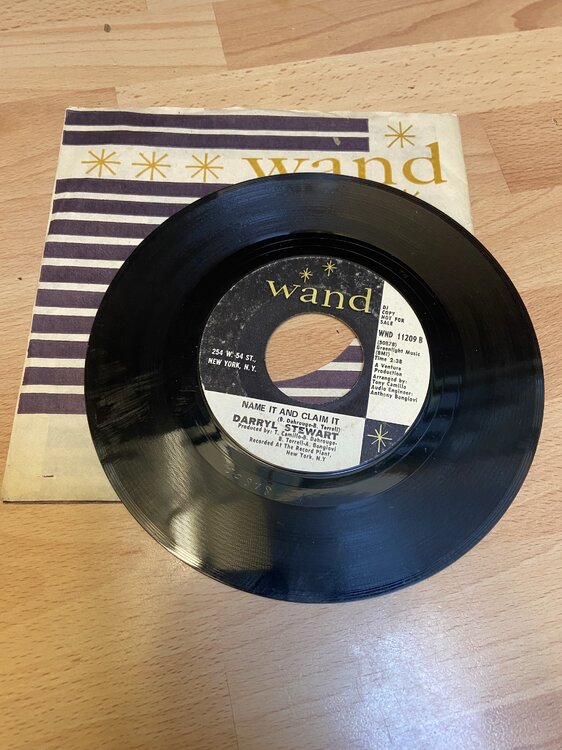 wand
wand
DJ
COPY
NOT FOR
SALE
254 W. 54 ST.,
NEW YORK, N.Y.
WND 11209 B
(50878)
Greenlight Music
(BMI)
Time 2:38
A Venture
Production
Arranged by:
Tony Camillo
Audio Engineer:
Anthony Bongiovi
NAME IT AND CLAIM IT
(B. Dahrouge-B. Terrell)
DARRYL STEWART
Produced by: T. Camillo-B. Dahrouge-
B. Terrell-A. Bongiovi
Recorded At The Record Plant,
New York, N.Y